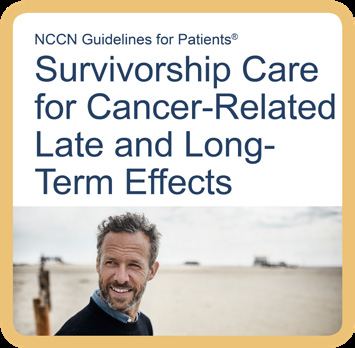 NCCN Guidelines for Patients®
Survivorship Care
for Cancer-Related
Late and Long-
Term Effects